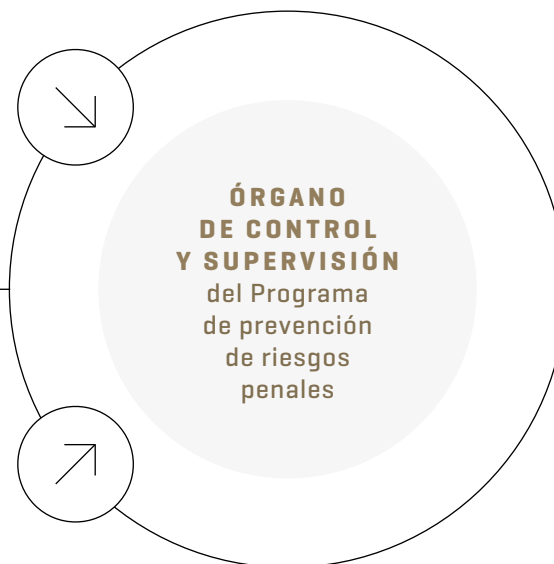 ÓRGANO
DE CONTROL
Y SUPERVISIÓN
del Programa
de prevención
de riesgos
penales